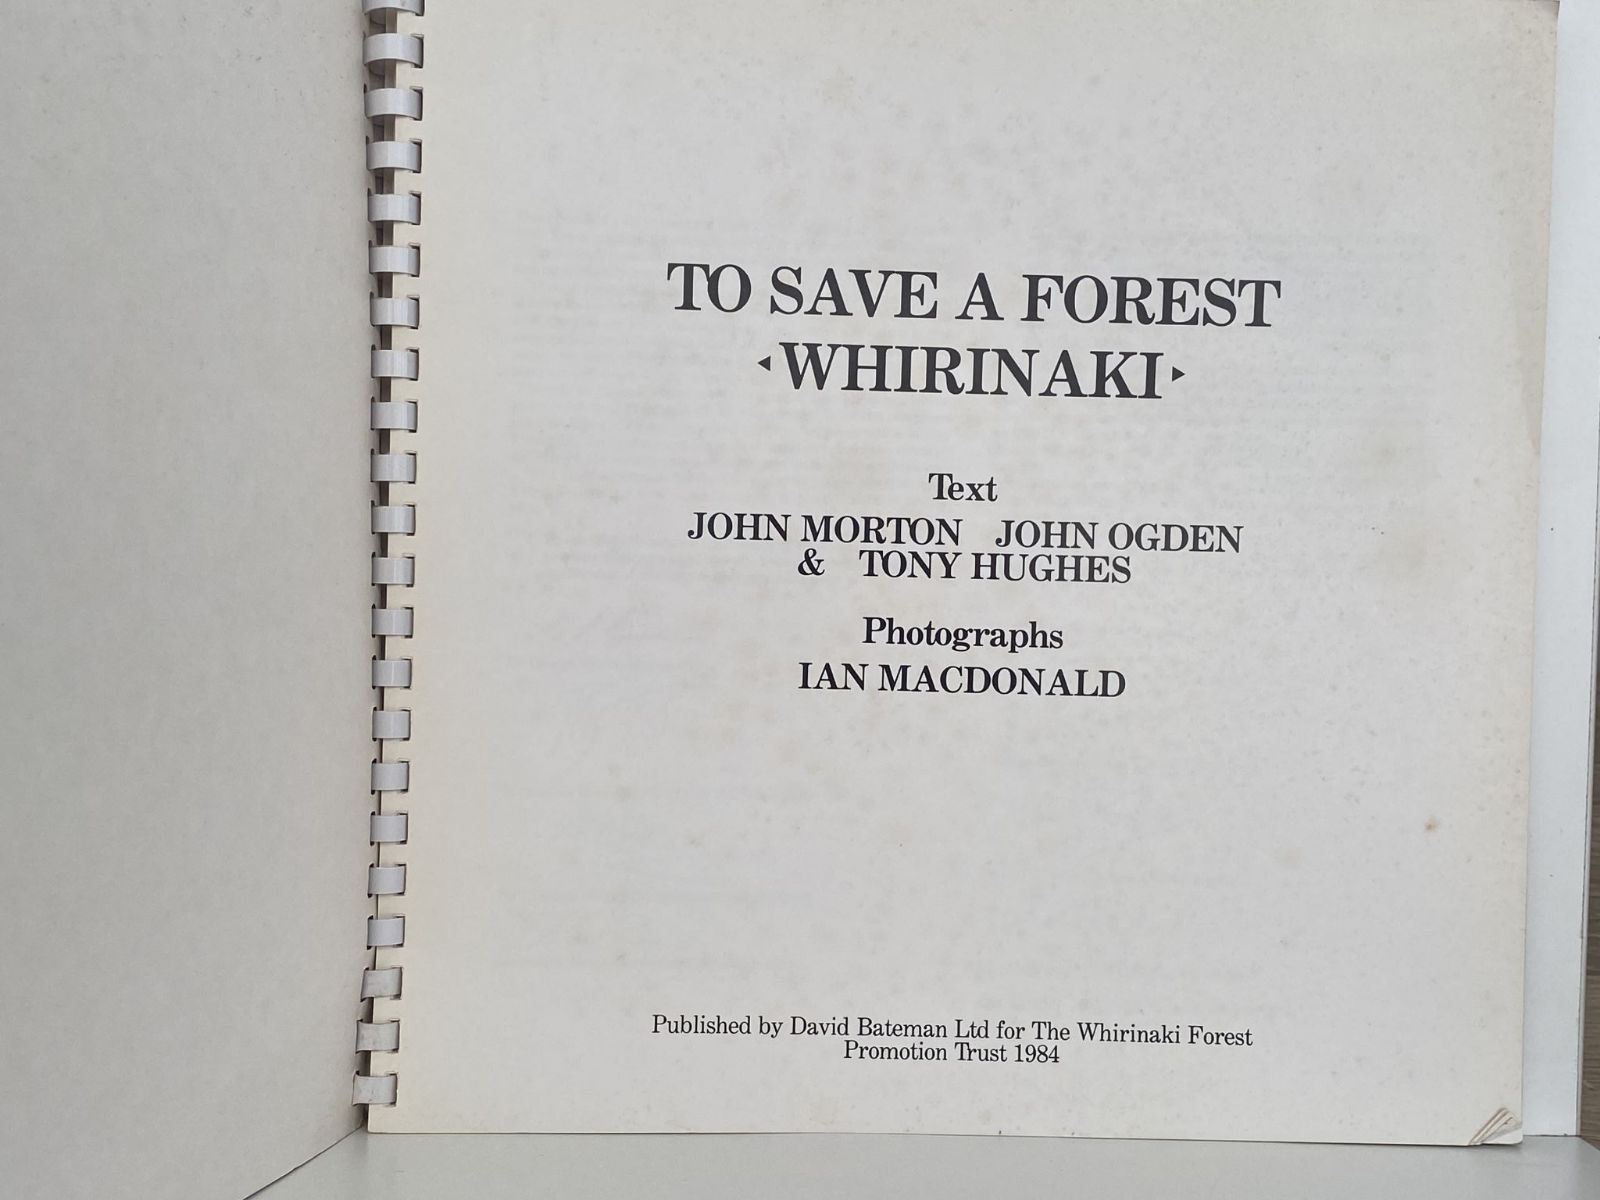 TO SAVE A FOREST
◂WHIRINAKI▸
Text
JOHN MORTON JOHN OGDEN
& TONY HUGHES
Photographs
IAN MACDONALD
Published by David Bateman Ltd for The Whirinaki Forest
Promotion Trust 1984